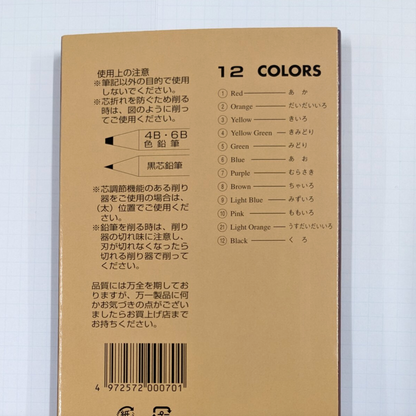 使用上の注意
※筆記以外の目的で使用
しないでください。
※芯折れを防ぐため削る
時は、図のように削っ
てご使用ください。
4B・6B
色鉛筆
黒芯鉛筆
※芯調節機能のある削り
器をご使用の場合は、
(太)位置でご使用くだ
さい。
※鉛筆を削る時は、削り
器の切れ味に注意し、
刃が切れなくなったら
切れる削り器で削って
ください。
品質には万全を期して お
りますが、万一製品に何
かお気づきの点がござい
ましたらお買上げ店まで
お持ちください。
4 972572 000701
紙
12 COLORS
① Red あか
② Orange だいだいいろ
③ Yellow きいろ
④ Yellow Green きみどり
⑤ Green みどり
⑥ Blue あお
⑦ Purple むらさき
⑧ Brown ちゃいろ
⑨ Light Blue みずいろ
⑩ Pink ももいろ
㉑ Light Orange うすだいだいいろ
⑫ Black くろ